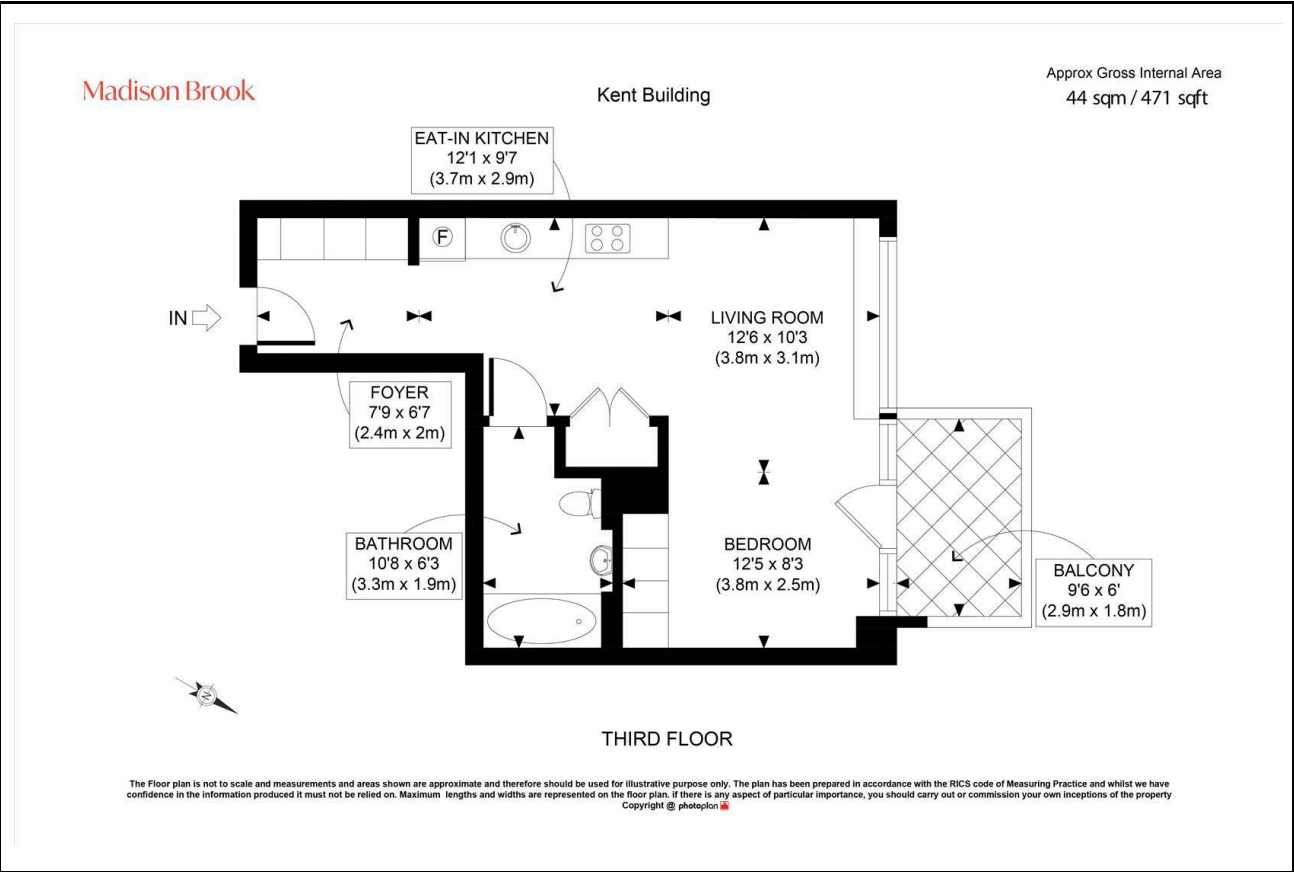 Madison Brook
Kent Building
Approx Gross Internal Area
44 sqm / 471 sqft
EAT-IN KITCHEN
12'1 x 9'7
(3.7m x 2.9m)
F
IN
LIVING ROOM
12'6 x 10'3
(3.8m x 3.1m)
FOYER
7'9 x 6'7
(2.4m x 2m)
BATHROOM
10'8 x 6'3
(3.3m x 1.9m)
BEDROOM
12'5 x 8'3
(3.8m x 2.5m)
BALCONY
9'6 x 6'
(2.9m x 1.8m)
N
THIRD FLOOR
The Floor plan is not to scale and measurements and areas shown are approximate and therefore should be used for illustrative purpose only. The plan has been prepared in accordance with the RICS code of Measuring Practice and whilst we have
confidence in the information produced it must not be relied on. Maximum lengths and widths are represented on the floor plan. if there is any aspect of particular importance, you should carry out or commission your own inceptions of the property
Copyright @ photoplan